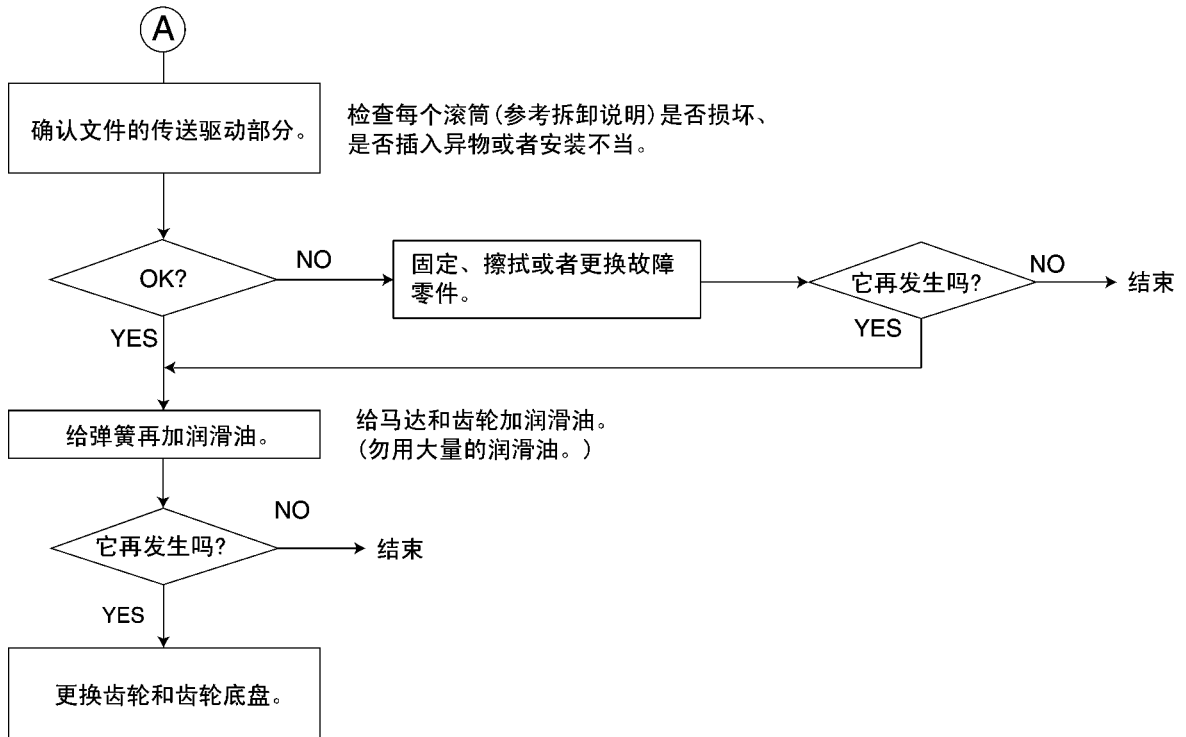 A
确认文件的传送驱动部分。
检查每个滚筒(参考拆卸说明)是否损坏、
是否插入异物或者安装不当。
OK?
NO
固定、擦拭或者更换故障
零件。
它再发生吗?
NO
结束
YES
YES
给弹簧再加润滑油。
给马达和齿轮加润滑油。
(勿用大量的润滑油。)
它再发生吗?
NO
结束
YES
更换齿轮和齿轮底盘。